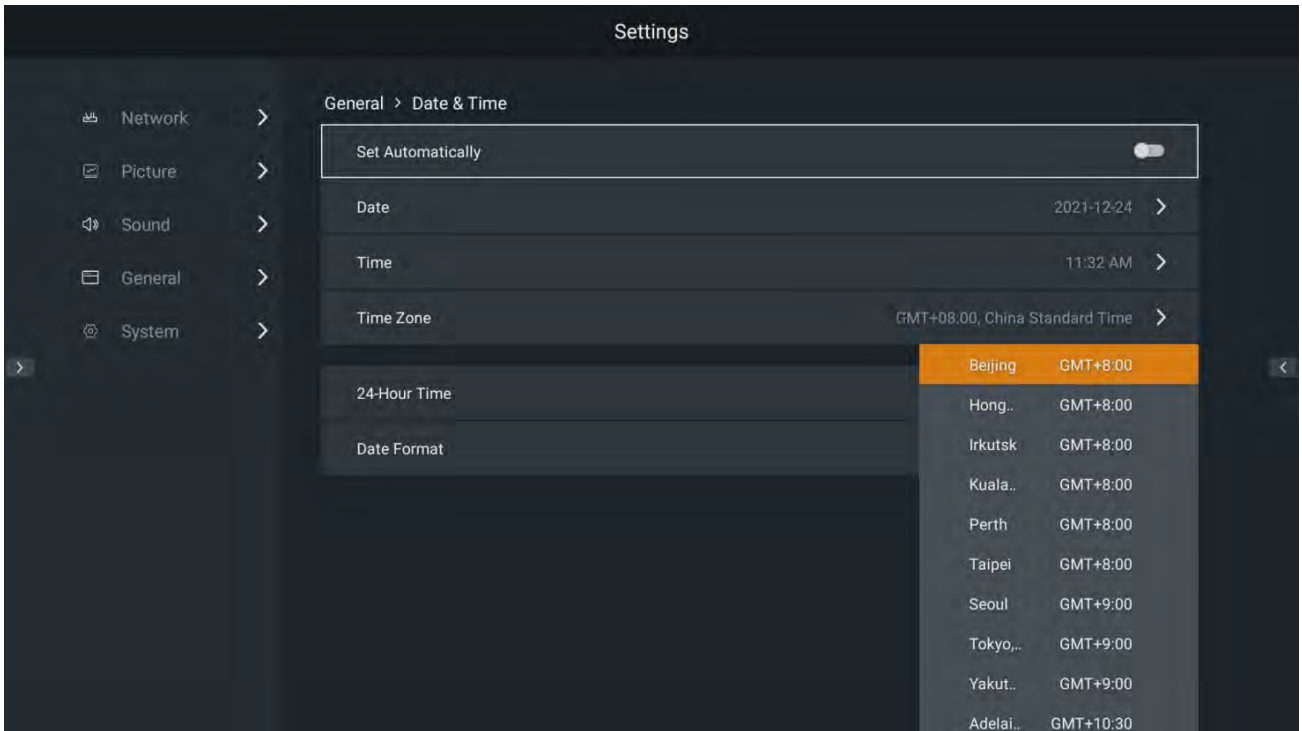 Settings
Network
Picture
Sound
General
System
General > Date & Time
Set Automatically
Date 2021-12-24
Time 11:32 AM
Time Zone GMT+08:00, China Standard Time
24-Hour Time
Date Format
Beijing GMT+8:00
Hong.. GMT+8:00
Irkutsk GMT+8:00
Kuala.. GMT+8:00
Perth GMT+8:00
Taipei GMT+8:00
Seoul GMT+9:00
Tokyo,.. GMT+9:00
Yakut.. GMT+9:00
Adelai.. GMT+10:30